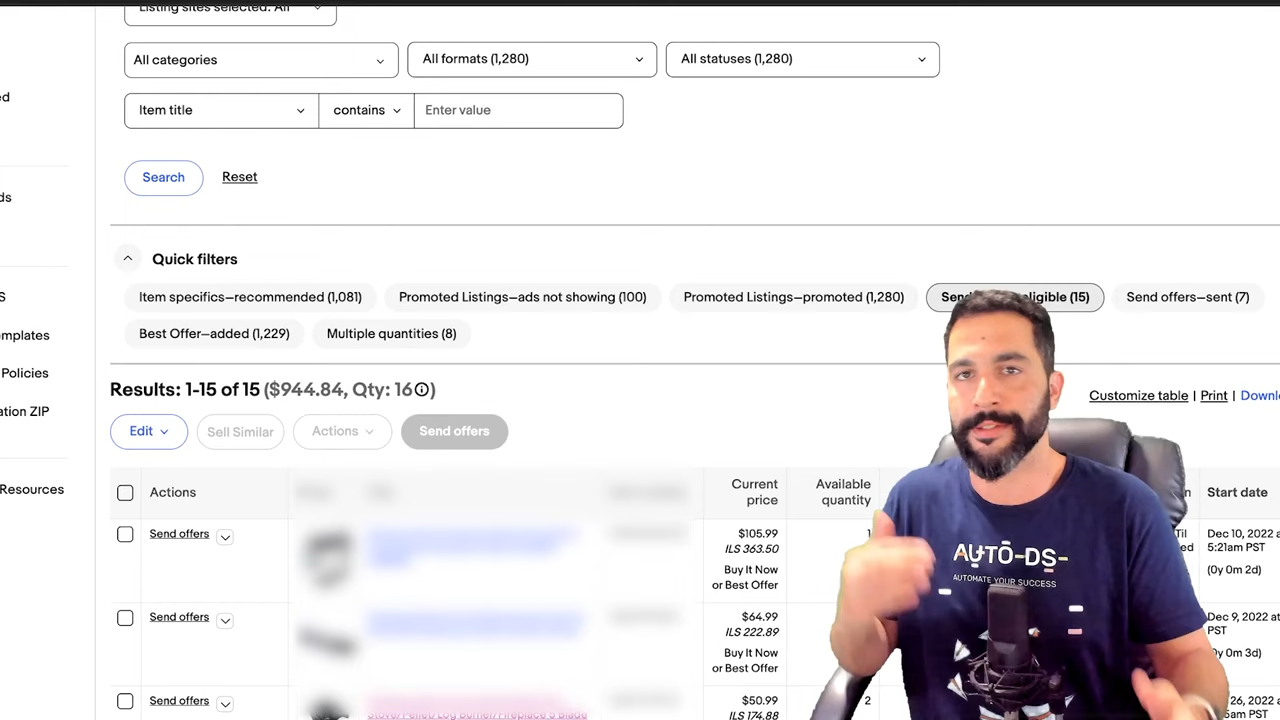 Listing sites selected: All
All categories
All formats (1,280)
All statuses (1,280)
Item title
contains
Enter value
Search
Reset
Quick filters
Item specifics–recommended (1,081)
Promoted Listings–ads not showing (100)
Promoted Listings–promoted (1,280)
eligible (15)
Send offers–sent (7)
Best Offer–added (1,229)
Multiple quantities (8)
Results: 1-15 of 15 ($944.84, Qty: 16)
Customize table | Print |
Edit
Sell Similar
Actions
Send offers
Actions
Current
price
Available
quantity
Start date
Send offers
$105.99
ILS 363.50
Buy It Now
or Best Offer
1
Dec 10, 2022
5:21am PST
(0y 0m 2d)
Send offers
$64.99
ILS 222.89
Buy It Now
or Best Offer
Dec 9, 2022
PST
0m 3d)
Send offers
Stove/Pellet/Log Burner/Fireplace 5 Blade
$50.99
ILS 174.88
2
26, 2022
PST
Policies
ZIP
Resources
AUTO-DS-
AUTOMATE YOUR SUCCESS